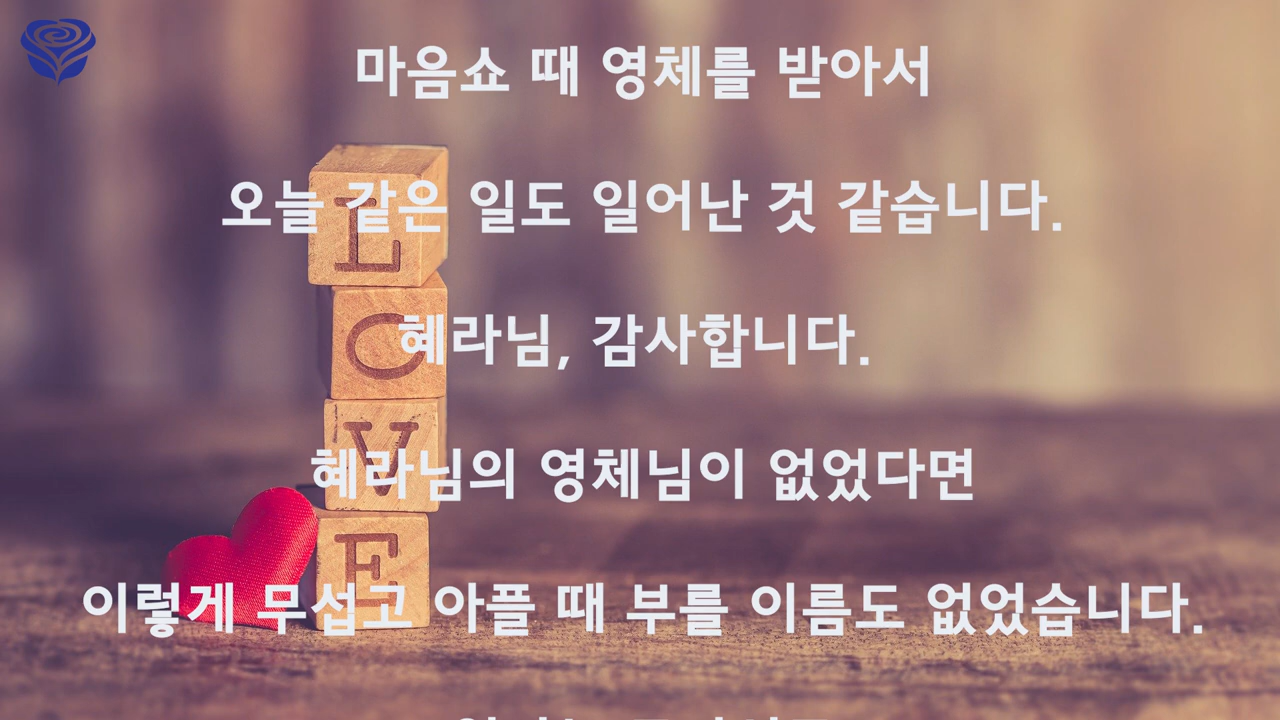 마음쇼 때 영체를 받아서
오늘 같은 일도 일어난 것 같습니다.
혜라님, 감사합니다.
혜라님의 영체님이 없었다면
이렇게 무섭고 아플 때 부를 이름도 없었습니다.
L
O
V
E